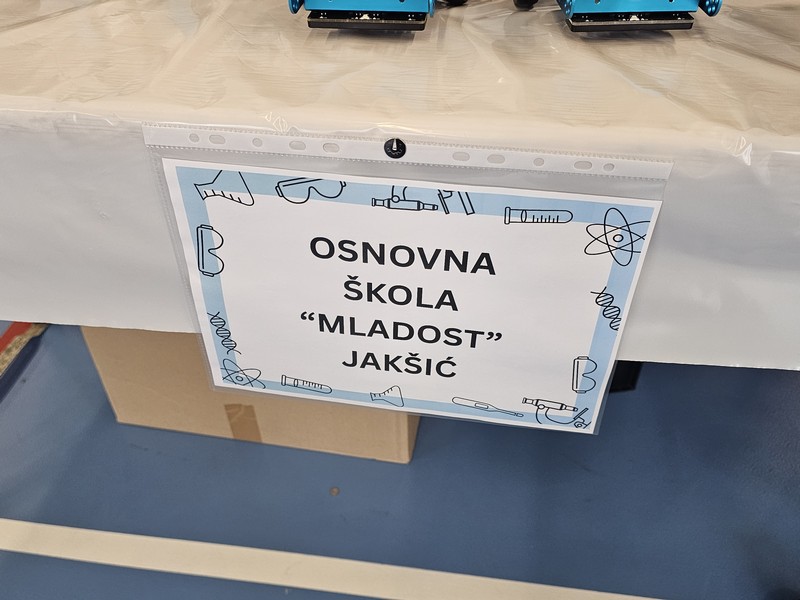 OSNOVNA
ŠKOLA
“MLADOST”
JAKŠIĆ